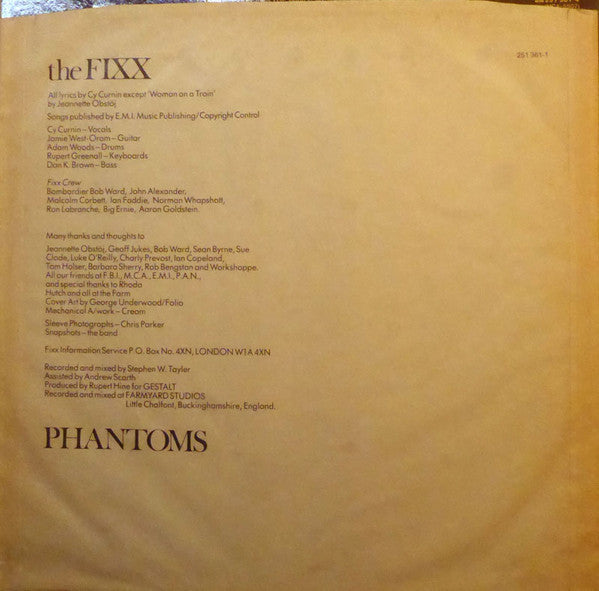 251 361-1
the FIXX
All lyrics by Cy Curnin except 'Woman on a Train'
by Jeannette Obstój
Songs published by E.M.I. Music Publishing/Copyright Control
Cy Curnin – Vocals
Jamie West-Oram – Guitar
Adam Woods – Drums
Rupert Greenall – Keyboards
Dan K. Brown – Bass
Fixx Crew
Bombardier Bob Ward, John Alexander,
Malcolm Corbett. Ian Faddie, Norman Whapshott,
Ron Labranche, Big Ernie, Aaron Goldstein.
Many thanks and thoughts to
Jeannette Obstój, Geoff Jukes, Bob Ward, Sean Byrne, Sue
Clode, Luke O'Reilly, Charly Prevost, Ian Copeland,
Tom Holser, Barbara Sherry, Rob Bengston and Workshoppe.
All our friends at F.B.I., M.C.A., E.M.I., P.A.N.,
and special thanks to Rhoda
Hutch and all at the Farm
Cover Art by George Underwood/Folio
Mechanical A/work – Cream
Sleeve Photographs – Chris Parker
Snapshots – the band
Fixx Information Service P.O. Box No. 4XN, LONDON W1A 4XN
Recorded and mixed by Stephen W. Tayler
Assisted by Andrew Scarth
Produced by Rupert Hine for GESTALT
Recorded and mixed at FARMYARD STUDIOS
Little Chalfont, Buckinghamshire, England.
PHANTOMS